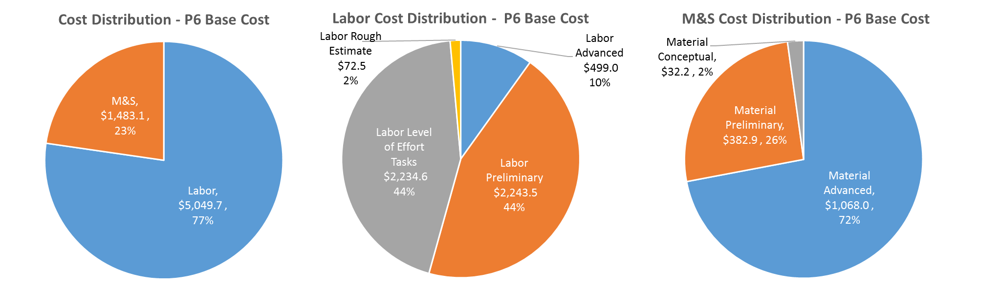 Cost Distribution - P6 Base Cost
M&S,
$1,483.1 ,
23%
Labor,
$5,049.7 ,
77%
Labor Cost Distribution -  P6 Base Cost
Labor Rough
Estimate
$72.5
2%
Labor
Advanced
$499.0
10%
Labor Level
of Effort
Tasks
$2,234.6
44%
Labor
Preliminary
$2,243.5
44%
M&S Cost Distribution - P6 Base Cost
Material
Conceptual,
$32.2 , 2%
Material
Preliminary,
$382.9 , 26%
Material
Advanced,
$1,068.0 ,
72%